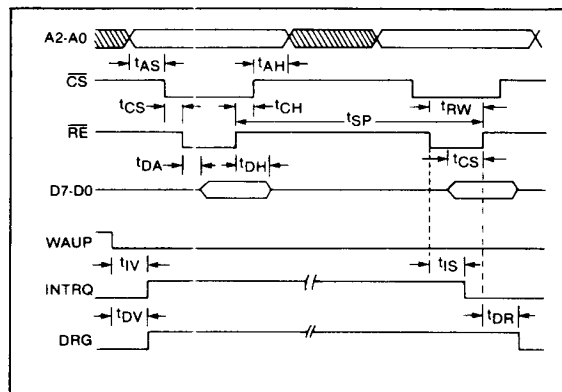 A2-A0
tAS
tAH
CS
tCS
tCH
tSP
tRW
RE
tDA
tDH
tCS
D7-D0
WAUP
tIV
tIS
INTRQ
tDV
tDR
DRG